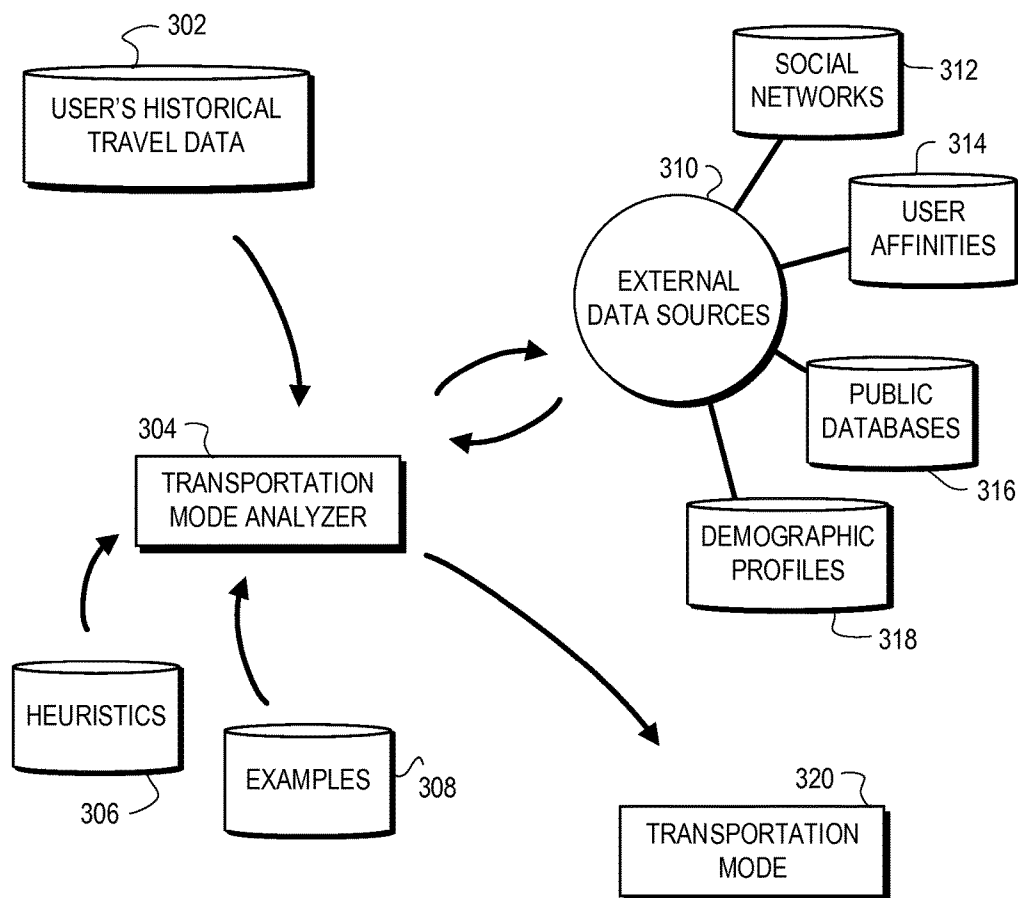 302
USER'S HISTORICAL
TRAVEL DATA
SOCIAL
NETWORKS
312
310
314
USER
AFFINITIES
EXTERNAL
DATA SOURCES
PUBLIC
DATABASES
316
304
TRANSPORTATION
MODE ANALYZER
DEMOGRAPHIC
PROFILES
318
HEURISTICS
306
EXAMPLES
308
320
TRANSPORTATION
MODE